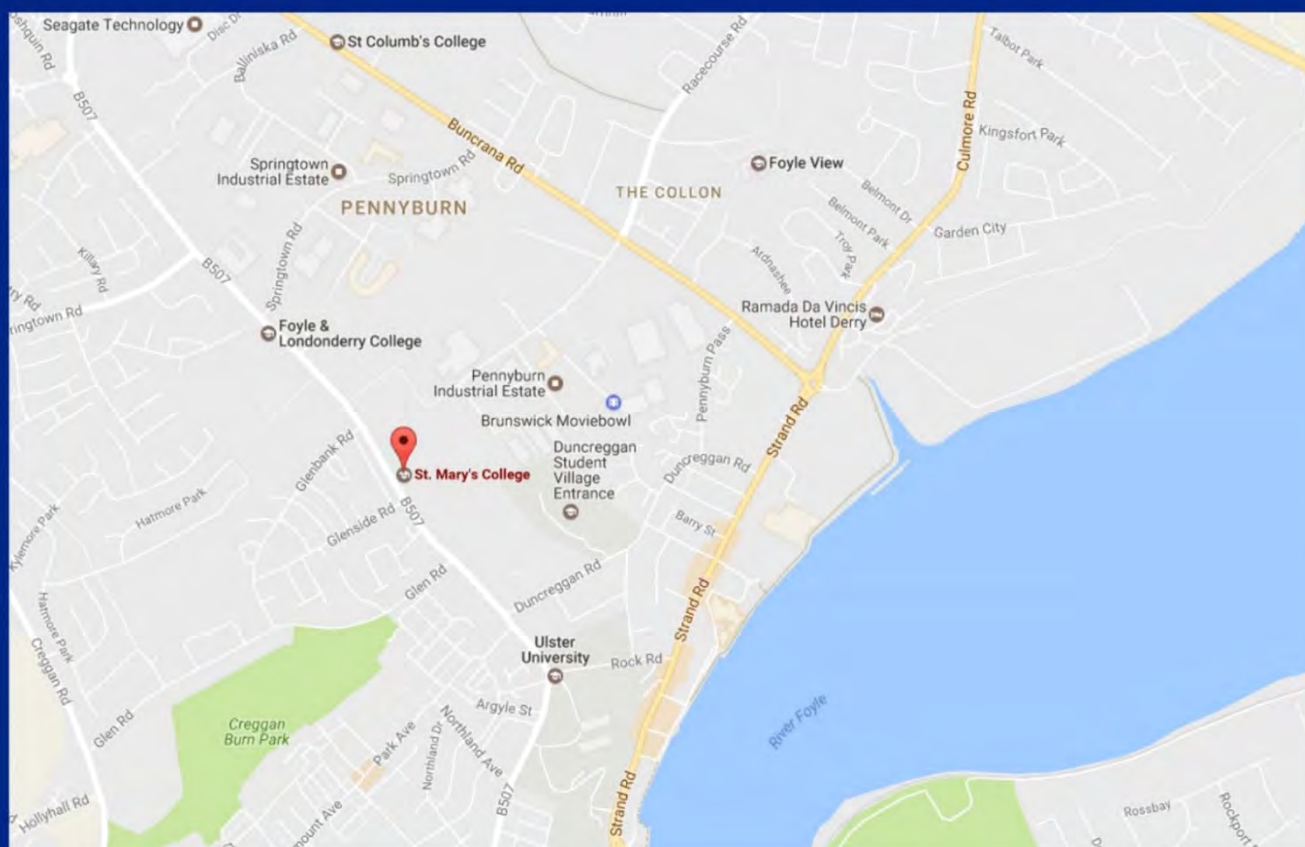 Seagate Technology
Disc Dr
Balliniska Rd
St Columb's College
Racecourse Rd
Talbot Park
B507
Buncrana Rd
Culmore Rd
Kingsfort Park
Springtown
Industrial Estate
Springtown Rd
Foyle View
THE COLLON
PENNYBURN
Belmont Dr
Belmont Park
Troy Park
Garden City
Ardnashee
Killary Rd
B507
Springtown Rd
Ramada Da Vincis
Hotel Derry
Foyle &
Londonderry College
Pennyburn Pass
Pennyburn
Industrial Estate
Brunswick Moviebowl
Strand Rd
Duncreggan
Student
Village
Entrance
Duncreggan Rd
Glenbank Rd
St. Mary's College
Hatmore Park
B507
Kylemore Park
Glenside Rd
Barry St
Glen Rd
Duncreggan Rd
Strand Rd
Hatmore Park
Creggan Rd
Ulster
University
Rock Rd
Argyle St
Creggan
Burn Park
Glen Rd
Park Ave
Northland Dr
Northland Ave
River Foyle
B507
Strand Rd
Hollyhall Rd
Rossbay